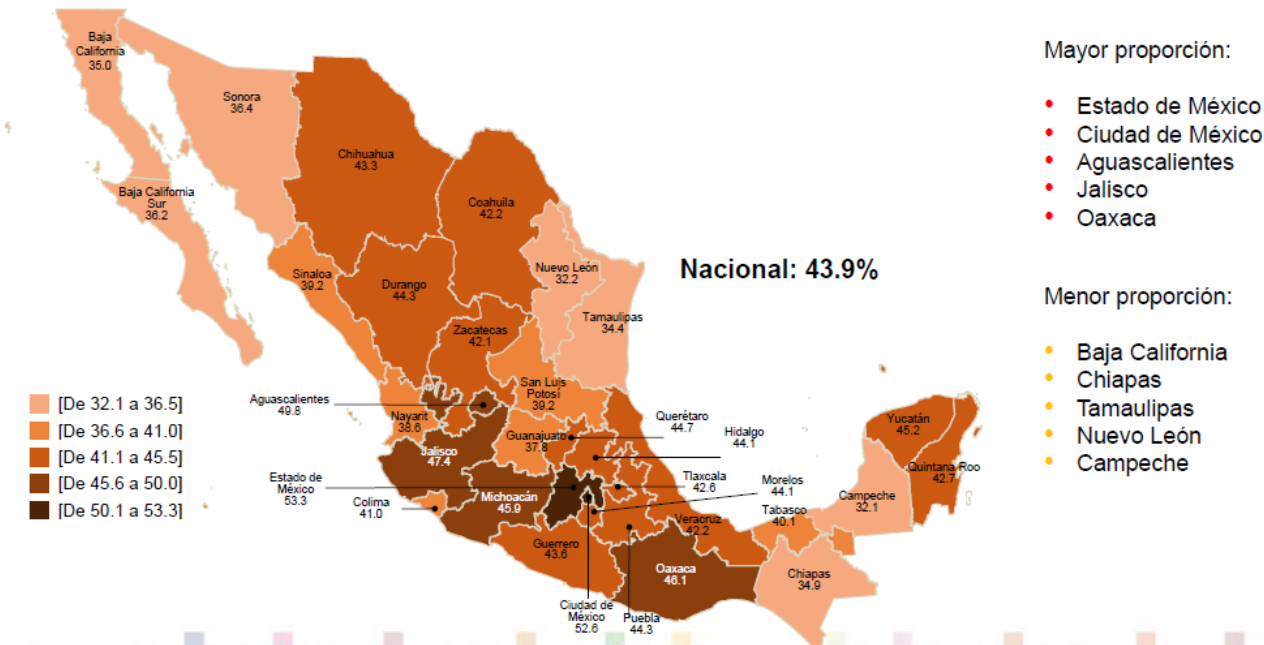 Baja
California
35.0
Sonora
36.4
Chihuahua
43.3
Coahuila
42.2
Baja California
Sur
36.2
Sinaloa
39.2
Durango
44.3
Nuevo León
32.2
Tamaulipas
34.4
Zacatecas
42.1
San Luis
Potosí
39.2
Aguascalientes
49.8
Nayarit
38.6
Guanajuato
37.8
Jalisco
47.4
Querétaro
44.7
Hidalgo
44.1
Estado de
México
53.3
Colima
41.0
Michoacán
45.9
Tlaxcala
42.6
Morelos
44.1
Veracruz
42.2
Tabasco
40.1
Campeche
32.1
Yucatán
45.2
Quintana Roo
42.7
Guerrero
43.6
Oaxaca
46.1
Chiapas
34.9
Ciudad de
México
52.6
Puebla
44.3
Nacional: 43.9%
[De 32.1 a 36.5]
[De 36.6 a 41.0]
[De 41.1 a 45.5]
[De 45.6 a 50.0]
[De 50.1 a 53.3]
Mayor proporción:
• Estado de México
• Ciudad de México
• Aguascalientes
• Jalisco
• Oaxaca
Menor proporción:
• Baja California
• Chiapas
• Tamaulipas
• Nuevo León
• Campeche